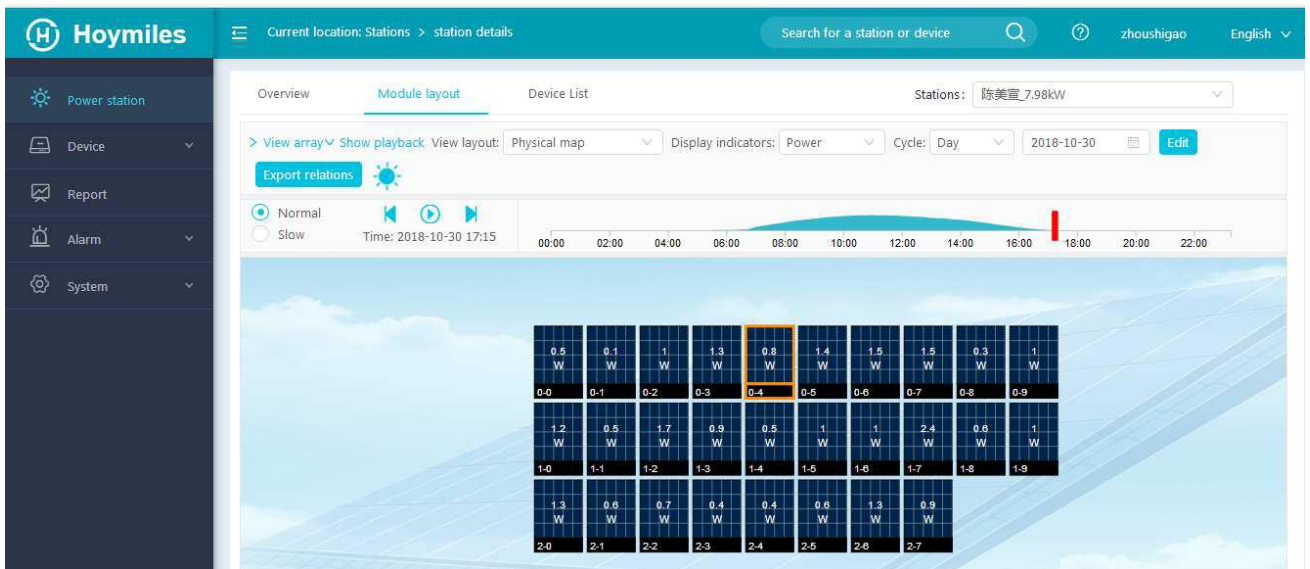 Hoymiles
Current location: Stations > station details
Search for a station or device
zhoushigao
English
Power station
Device
Report
Alarm
System
Overview
Module layout
Device List
Stations: 陈美宣_7.98kW
> View array Show playback View layout: Physical map Display indicators: Power Cycle: Day 2018-10-30 Edit
Export relations
Normal
Slow
Time: 2018-10-30 17:15
00:00 02:00 04:00 06:00 08:00 10:00 12:00 14:00 16:00 18:00 20:00 22:00
0.5 0.1 1 1.3 0.8 1.4 1.5 1.5 0.3 1
W W W W W W W W W W
0-0 0-1 0-2 0-3 0-4 0-5 0-6 0-7 0-8 0-9
1.2 0.5 1.7 0.9 0.5 1 1 2.4 0.6 1
W W W W W W W W W W
1-0 1-1 1-2 1-3 1-4 1-5 1-6 1-7 1-8 1-9
1.3 0.6 0.7 0.4 0.4 0.6 1.3 0.9
W W W W W W W W
2-0 2-1 2-2 2-3 2-4 2-5 2-6 2-7